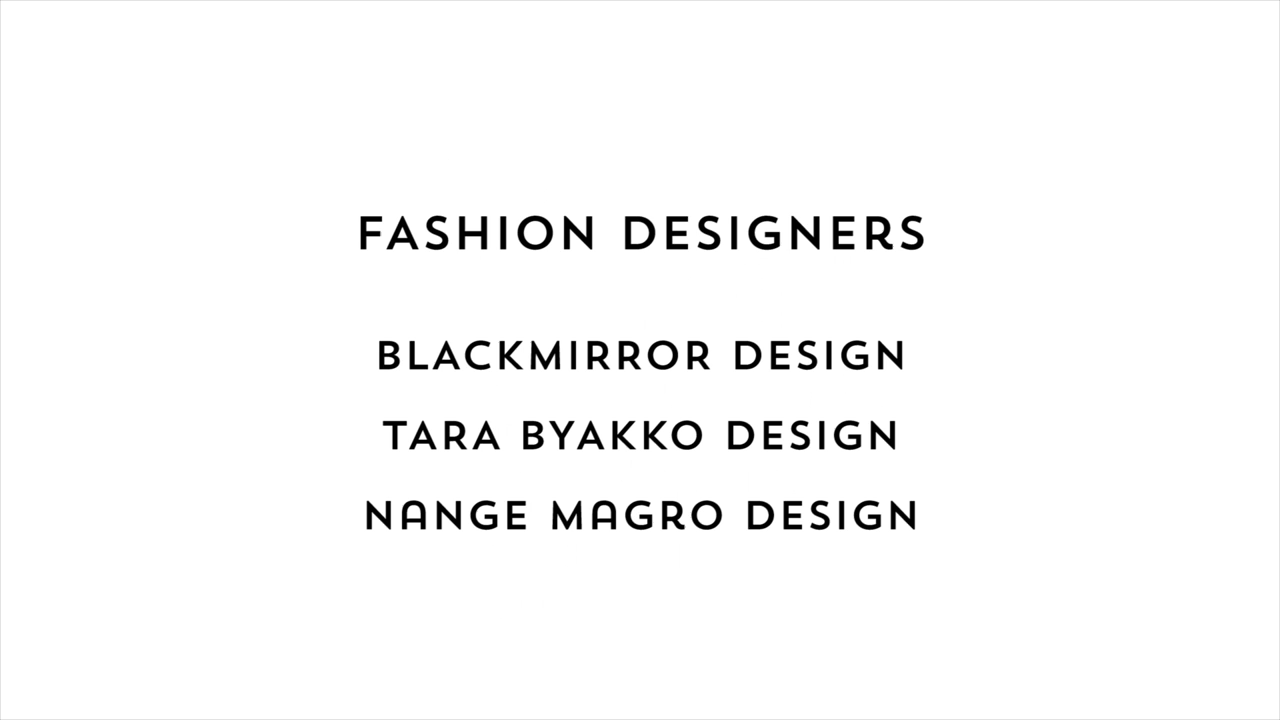 FASHION DESIGNERS
BLACKMIRROR DESIGN
TARA BYAKKO DESIGN
NANGE MAGRO DESIGN